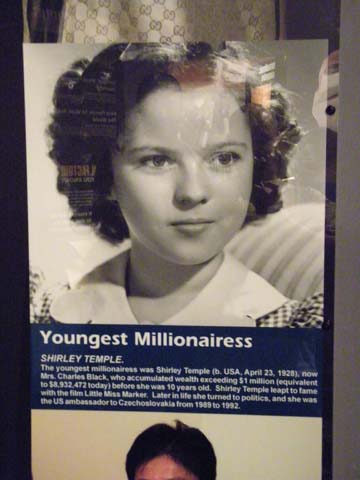 Youngest Millionairess
SHIRLEY TEMPLE.
The youngest millionairess was Shirley Temple (b. USA, April 23, 1928), now
Mrs. Charles Black, who accumulated wealth exceeding $1 million (equivalent
to $8,932,472 today) before she was 10 years old. Shirley Temple leapt to fame
with the film Little Miss Marker. Later in life she turned to politics, and she was
the US ambassador to Czechoslovakia from 1989 to 1992.